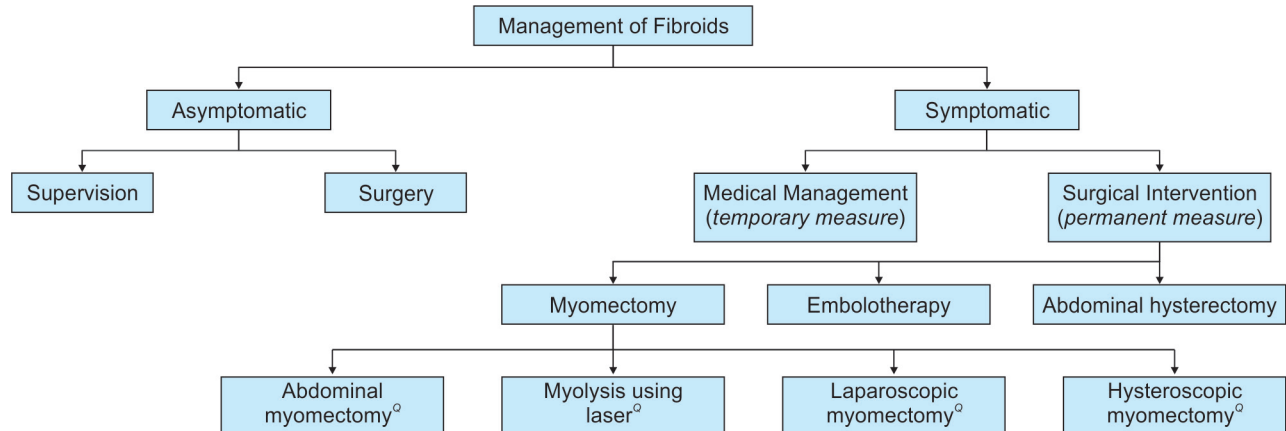 Management of Fibroids
Asymptomatic
Symptomatic
Supervision
Surgery
Medical Management
(temporary measure)
Surgical Intervention
(permanent measure)
Myomectomy
Embolotherapy
Abdominal hysterectomy
Abdominal
myomectomyQ
Myolysis using
laserQ
Laparoscopic
myomectomyQ
Hysteroscopic
myomectomyQ